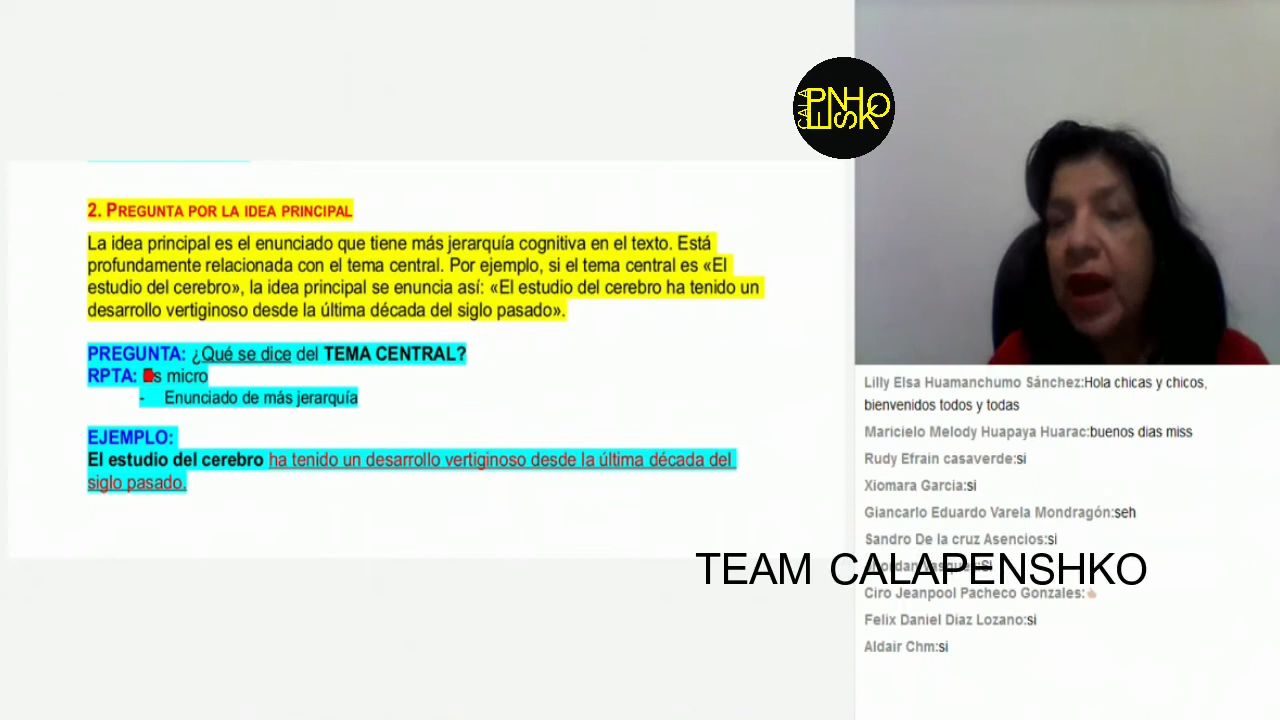 2. PREGUNTA POR LA IDEA PRINCIPAL
La idea principal es el enunciado que tiene más jerarquía cognitiva en el texto. Está
profundamente relacionada con el tema central. Por ejemplo, si el tema central es «El
estudio del cerebro», la idea principal se enuncia así: «El estudio del cerebro ha tenido un
desarrollo vertiginoso desde la última década del siglo pasado».
PREGUNTA: ¿Qué se dice del TEMA CENTRAL?
RPTA: Es micro
- Enunciado de más jerarquía
EJEMPLO:
El estudio del cerebro ha tenido un desarrollo vertiginoso desde la última década del
siglo pasado.
CALA
PENSHKO
Lilly Elsa Huamanchumo Sánchez:Hola chicas y chicos,
bienvenidos todos y todas
Maricielo Melody Huapaya Huarac:buenos dias miss
Rudy Efrain casaverde:si
Xiomara Garcia:si
Giancarlo Eduardo Varela Mondragón:seh
Sandro De la cruz Asencios:si
TEAM CALAPENSHKO
Ciro Jeanpool Pacheco Gonzales:
Felix Daniel Díaz Lozano:si
Aldair Chm:si